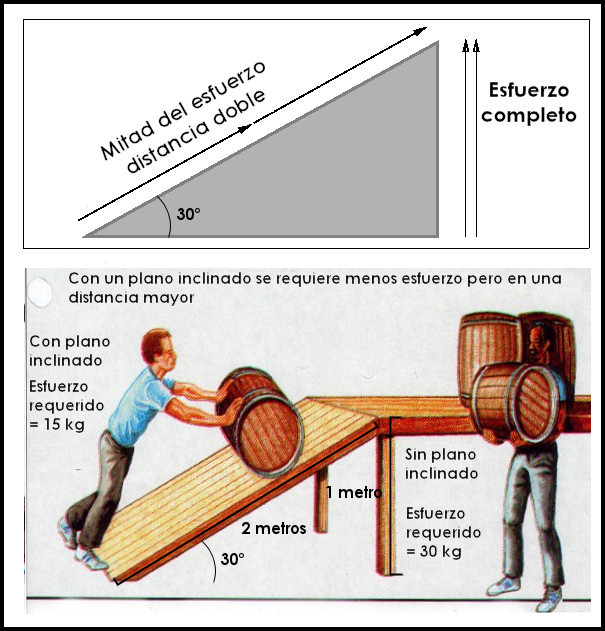 Mitad del esfuerzo
distancia doble
Esfuerzo
completo
30°
Con un plano inclinado se requiere menos esfuerzo pero en una
distancia mayor
Con plano
inclinado
Esfuerzo
requerido
= 15 kg
Sin plano
inclinado
1 metro
Esfuerzo
requerido
= 30 kg
2 metros
30°